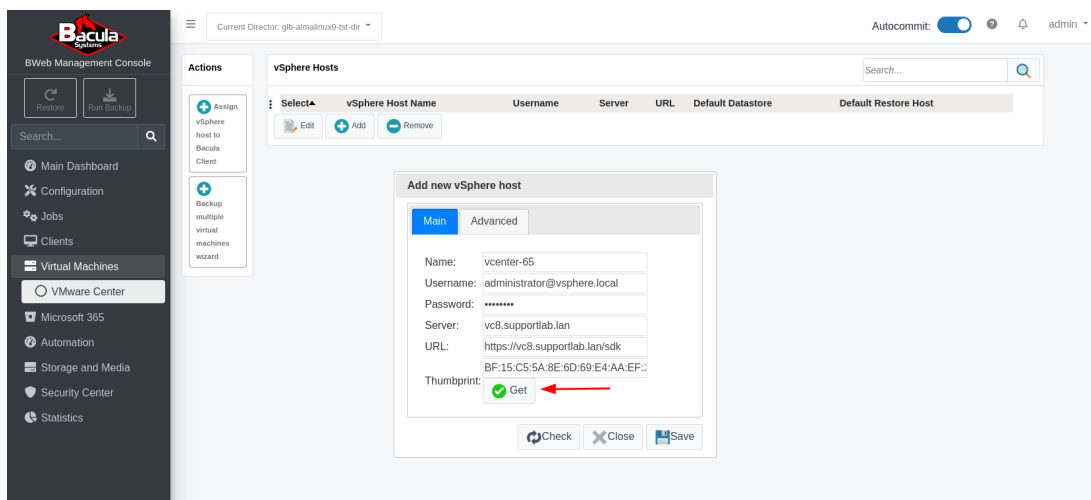 Bacula
Systems
BWeb Management Console
Restore
Run Backup
Search...
Main Dashboard
Configuration
Jobs
Clients
Virtual Machines
VMware Center
Microsoft 365
Automation
Storage and Media
Security Center
Statistics
Current Director: glb-almalinux9-tst-dir
Autocommit:
admin
Actions
Assign
vSphere
host to
Bacula
Client
Backup
multiple
virtual
machines
wizard
vSphere Hosts
Search...
Select vSphere Host Name Username Server URL Default Datastore Default Restore Host
Edit Add Remove
Add new vSphere host
Main Advanced
Name: vcenter-65
Username: administrator@vsphere.local
Password: ••••••••
Server: vc8.supportlab.lan
URL: https://vc8.supportlab.lan/sdk
BF:15:C5:5A:8E:6D:69:E4:AA:EF:
Thumbprint:
Get
Check Close Save